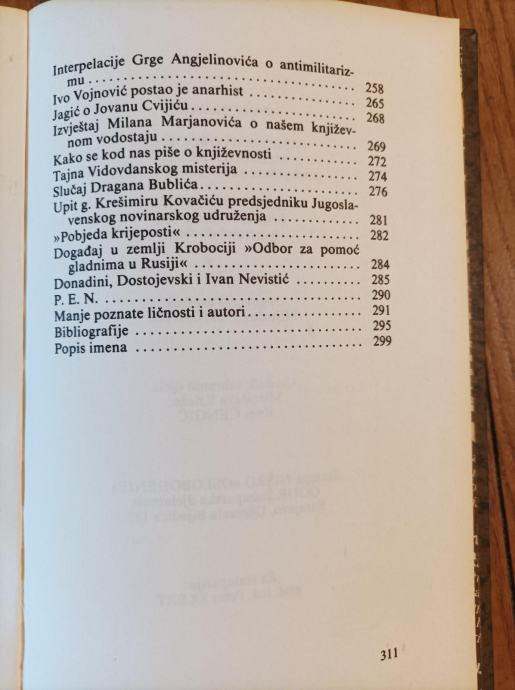 Interpelacije Grge Angjelinovića o antimilitariz-
mu ........................................ 258
Ivo Vojnović postao je anarhist ................ 265
Jagić o Jovanu Cvijiću ........................ 268
Izvještaj Milana Marjanovića o našem književ-
nom vodostaju .............................. 269
Kako se kod nas piše o književnosti ............ 272
Tajna Vidovdanskog misterija .................. 274
Slučaj Dragana Bublića ........................ 276
Upit g. Krešimiru Kovačiću predsjedniku Jugosla-
venskog novinarskog udruženja .............. 281
»Pobjeda krijeposti« .......................... 282
Događaj u zemlji Krobociji »Odbor za pomoć
gladnima u Rusiji« .......................... 284
Donadini, Dostojevski i Ivan Nevistić .......... 285
P. E. N. ...................................... 290
Manje poznate ličnosti i autori ................ 291
Bibliografije .................................. 295
Popis imena .................................. 299
311